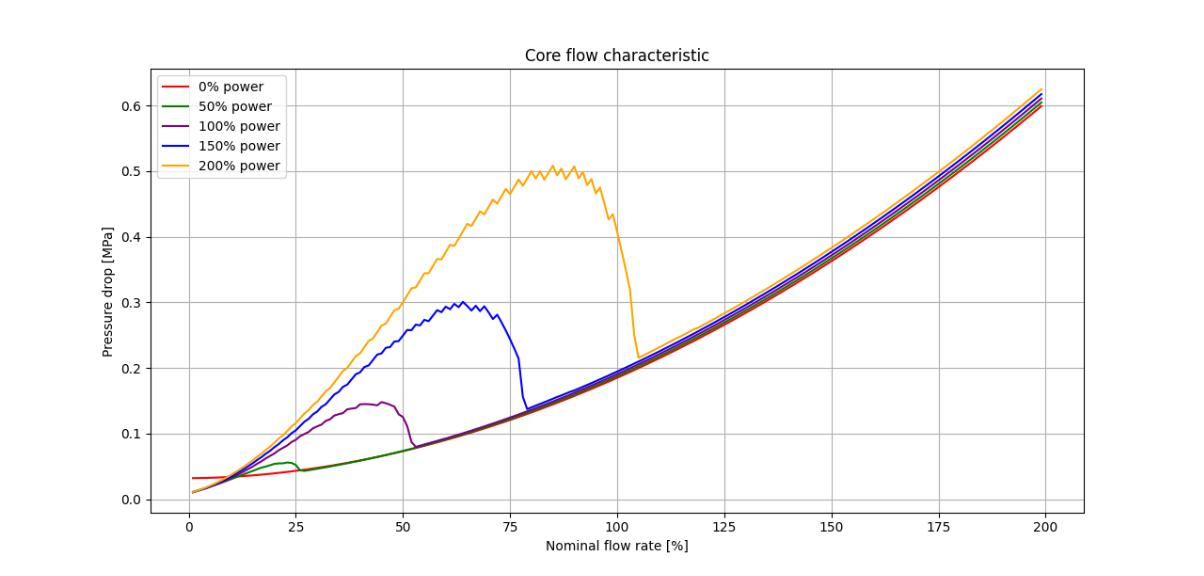 Core flow characteristic
0% power
50% power
100% power
150% power
200% power
Pressure drop [MPa]
0.6
0.5
0.4
0.3
0.2
0.1
0.0
0 25 50 75 100 125 150 175 200
Nominal flow rate [%]